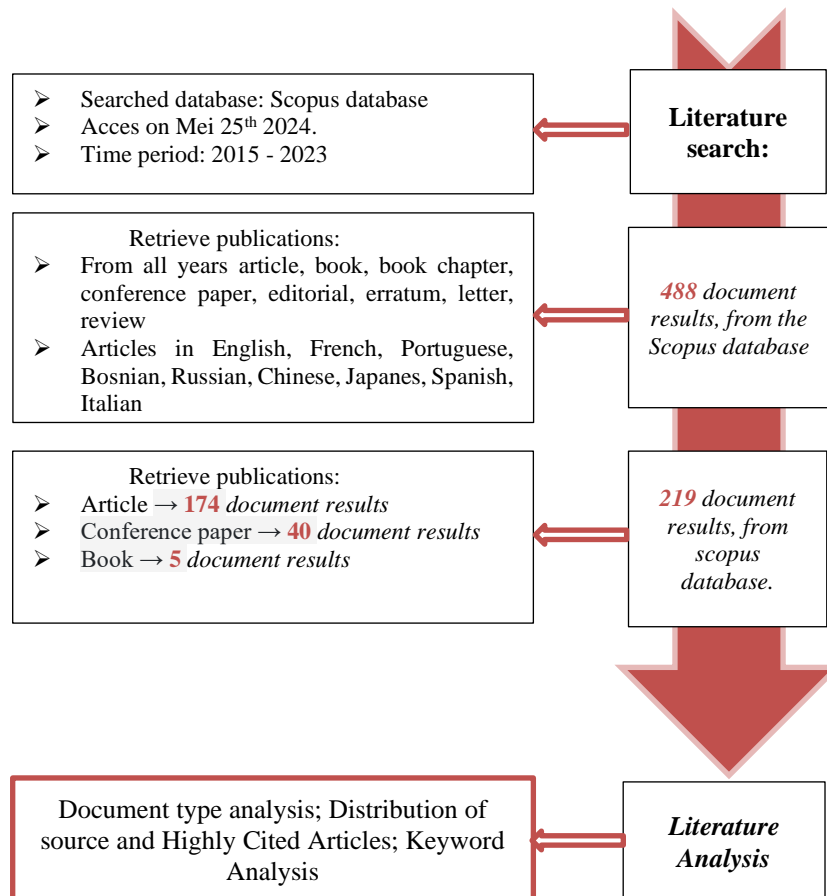 ➢ Searched database: Scopus database
➢ Acces on Mei 25th 2024.
➢ Time period: 2015 - 2023
Literature
search:
Retrieve publications:
➢ From all years article, book, book chapter,
conference paper, editorial, erratum, letter,
review
➢ Articles in English, French, Portuguese,
Bosnian, Russian, Chinese, Japanes, Spanish,
Italian
488 document
results, from the
Scopus database
Retrieve publications:
➢ Article → 174 document results
➢ Conference paper → 40 document results
➢ Book → 5 document results
219 document
results, from
scopus
database.
Document type analysis; Distribution of
source and Highly Cited Articles; Keyword
Analysis
Literature
Analysis